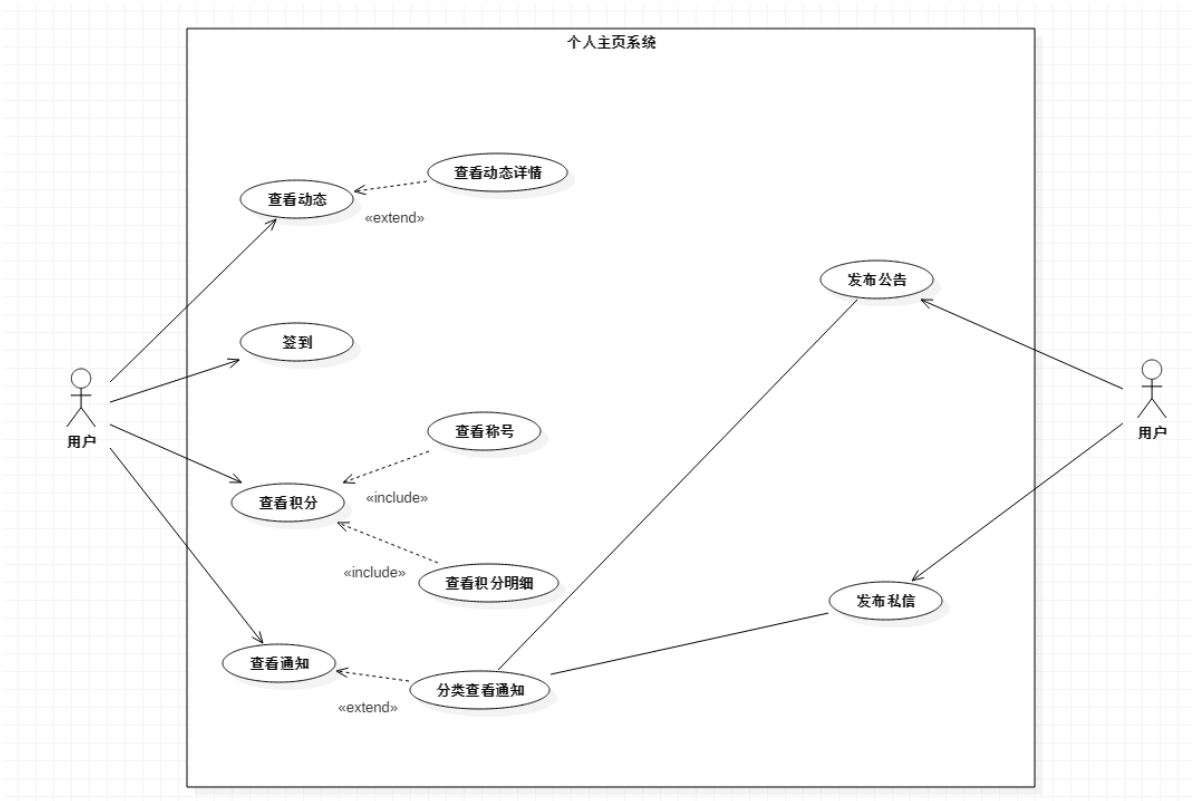 个人主页系统
查看动态详情
查看动态
«extend»
发布公告
签到
用户
用户
查看称号
«include»
查看积分
«include»
查看积分明细
发布私信
查看通知
分类查看通知
«extend»